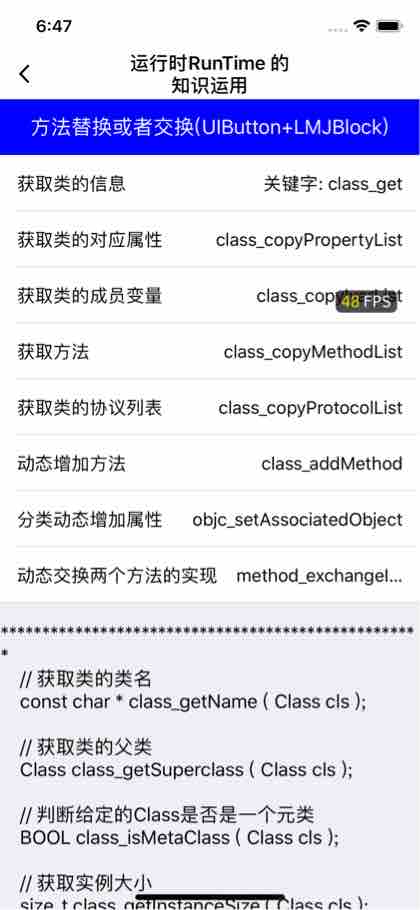 6:47
运行时RunTime 的
知识运用
方法替换或者交换(UIButton+LMJBlock)
获取类的信息 关键字: class_get
获取类的对应属性 class_copyPropertyList
获取类的成员变量
48 FPS
获取方法 class_copyMethodList
获取类的协议列表 class_copyProtocolList
动态增加方法 class_addMethod
分类动态增加属性 objc_setAssociatedObject
动态交换两个方法的实现 method_exchangeI...
**************************************************
*
// 获取类的类名
const char * class_getName ( Class cls );
// 获取类的父类
Class class_getSuperclass ( Class cls );
// 判断给定的Class是否是一个元类
BOOL class_isMetaClass ( Class cls );
// 获取实例大小
size_t class_getInstanceSize ( Class cls );